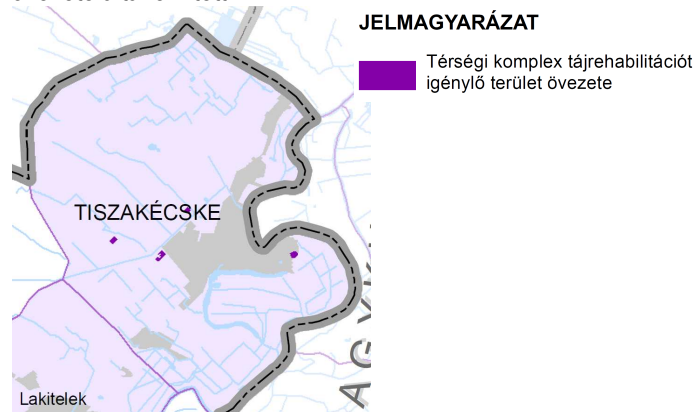 JELMAGYARÁZAT
Térségi komplex tájrehabilitációt
igénylő terület övezete
TISZAKÉCSKE
Lakitelek